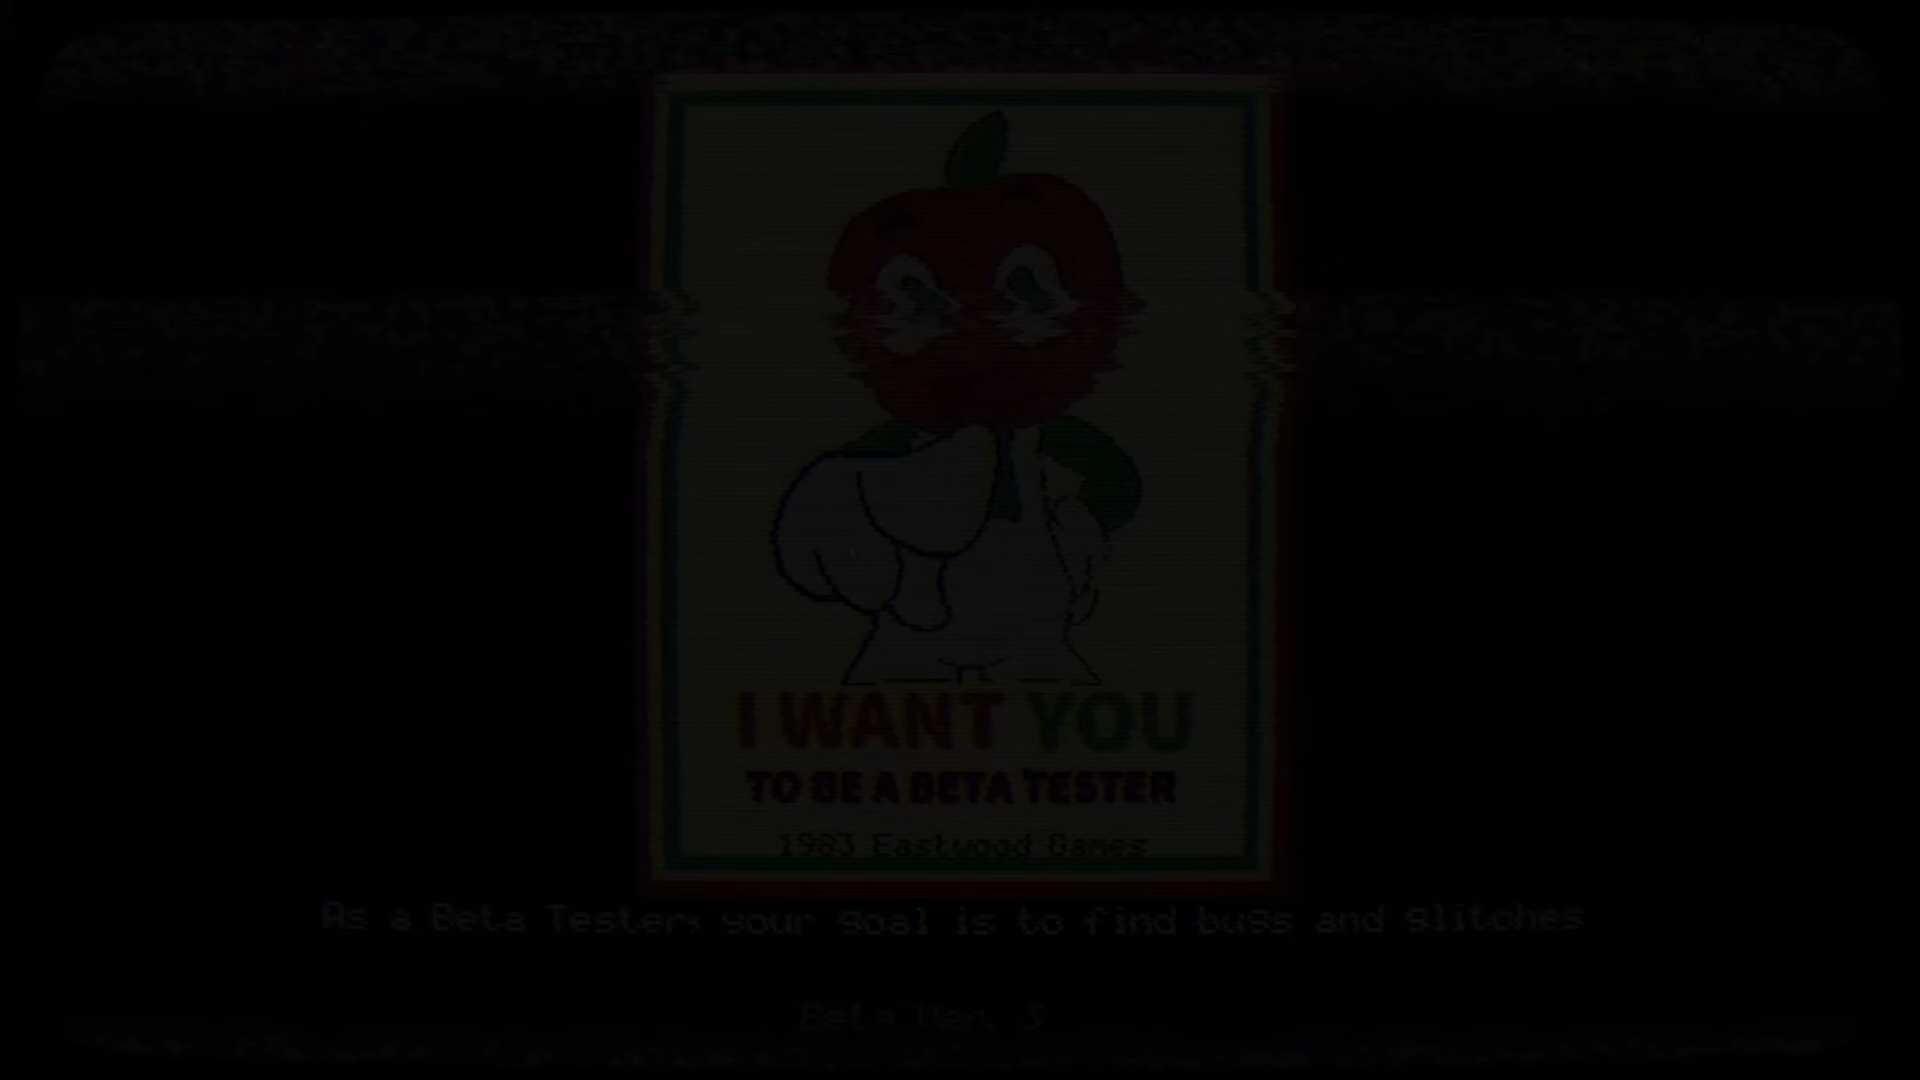 I WANT YOU
TO BE A BETA TESTER
1983 Eastwood Games
As a Beta Tester, your goal is to find bugs and glitches
Beta Ver. 3